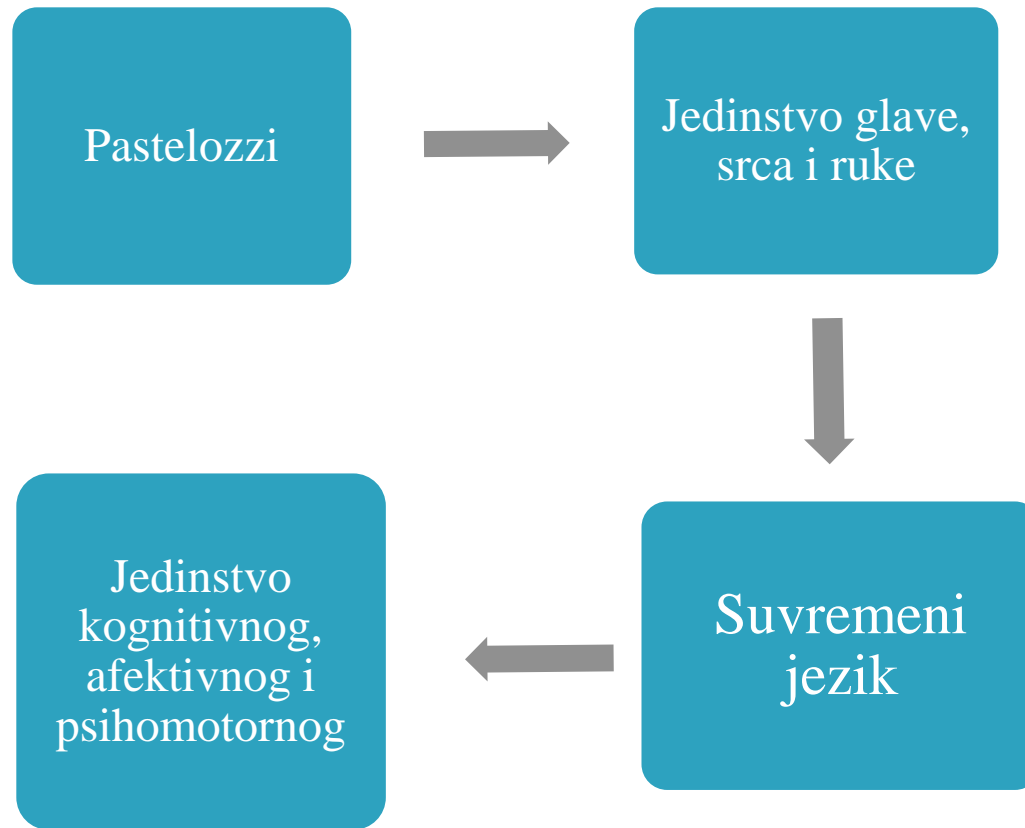 Pastelozzi
Jedinstvo glave,
srca i ruke
Suvremeni
jezik
Jedinstvo
kognitivnog,
afektivnog i
psihomotornog